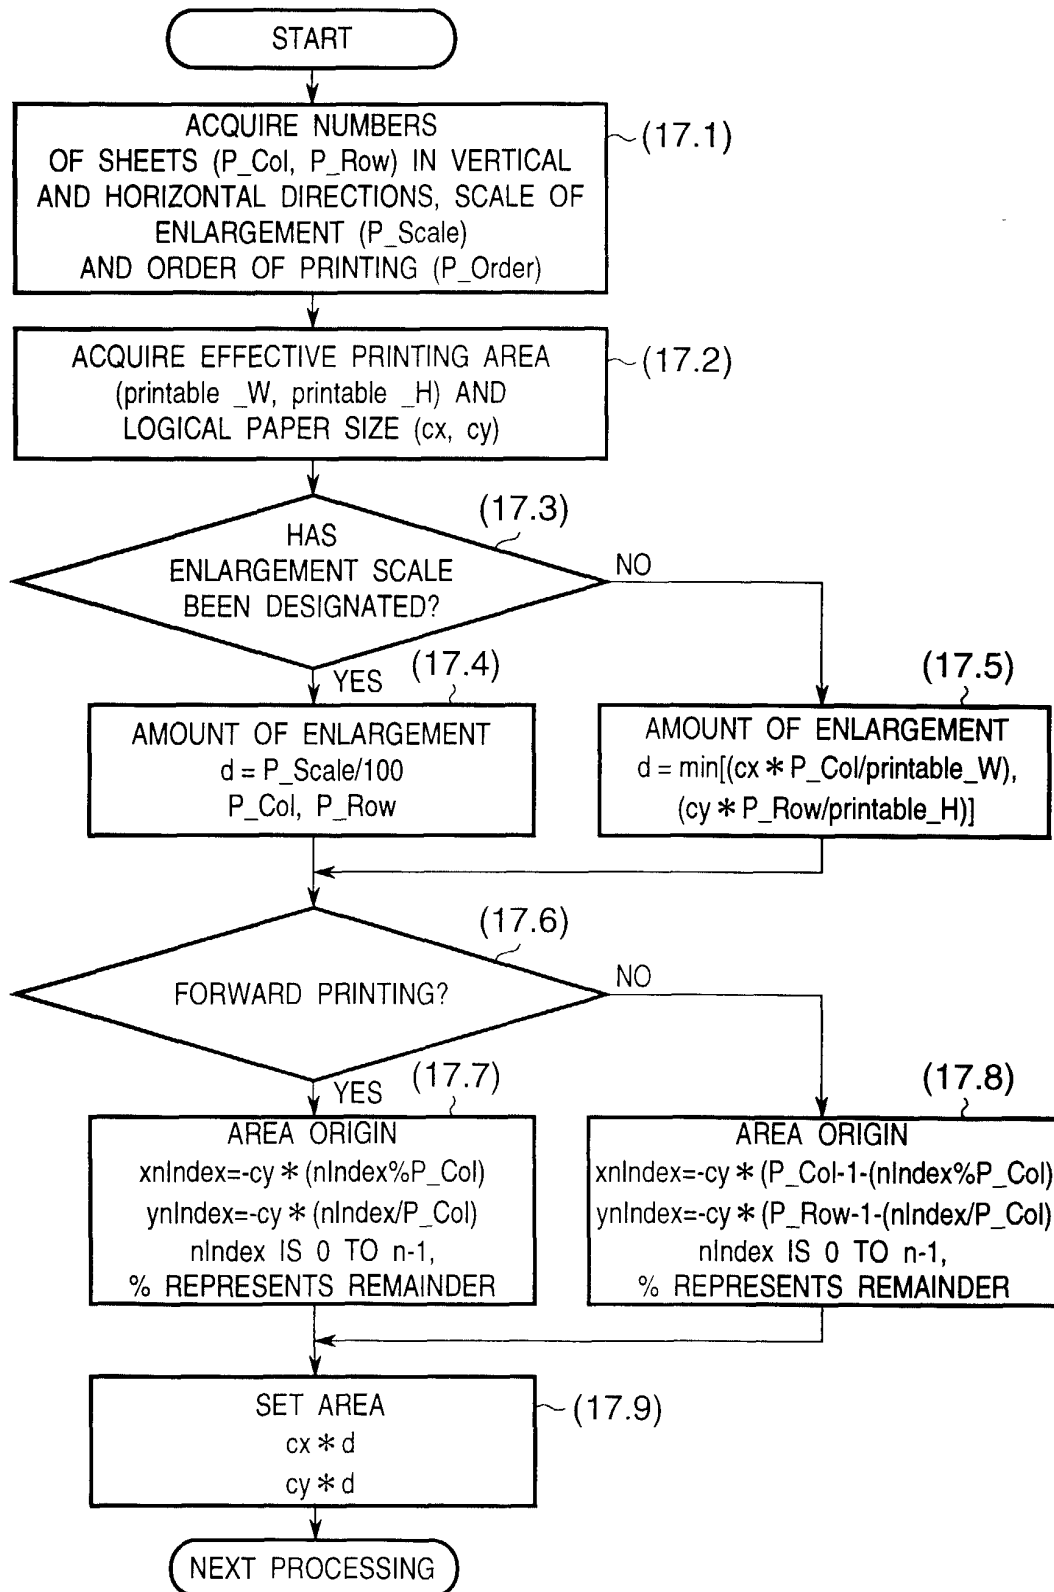 START
ACQUIRE NUMBERS
OF SHEETS (P_Col, P_Row) IN VERTICAL
AND HORIZONTAL DIRECTIONS, SCALE OF
ENLARGEMENT (P_Scale)
AND ORDER OF PRINTING (P_Order)
(17.1)
ACQUIRE EFFECTIVE PRINTING AREA
(printable _W, printable _H) AND
LOGICAL PAPER SIZE (cx, cy)
(17.2)
(17.3)
HAS
ENLARGEMENT SCALE
BEEN DESIGNATED?
NO
YES
(17.4)
AMOUNT OF ENLARGEMENT
d = P_Scale/100
P_Col, P_Row
(17.5)
AMOUNT OF ENLARGEMENT
d = min[(cx * P_Col/printable_W),
(cy * P_Row/printable_H)]
(17.6)
FORWARD PRINTING?
NO
YES
(17.7)
AREA ORIGIN
xnIndex=-cy * (nIndex%P_Col)
ynIndex=-cy * (nIndex/P_Col)
nIndex IS 0 TO n-1,
% REPRESENTS REMAINDER
(17.8)
AREA ORIGIN
xnIndex=-cy * (P_Col-1-(nIndex%P_Col)
ynIndex=-cy * (P_Row-1-(nIndex/P_Col)
nIndex IS 0 TO n-1,
% REPRESENTS REMAINDER
SET AREA
cx * d
cy * d
(17.9)
NEXT PROCESSING